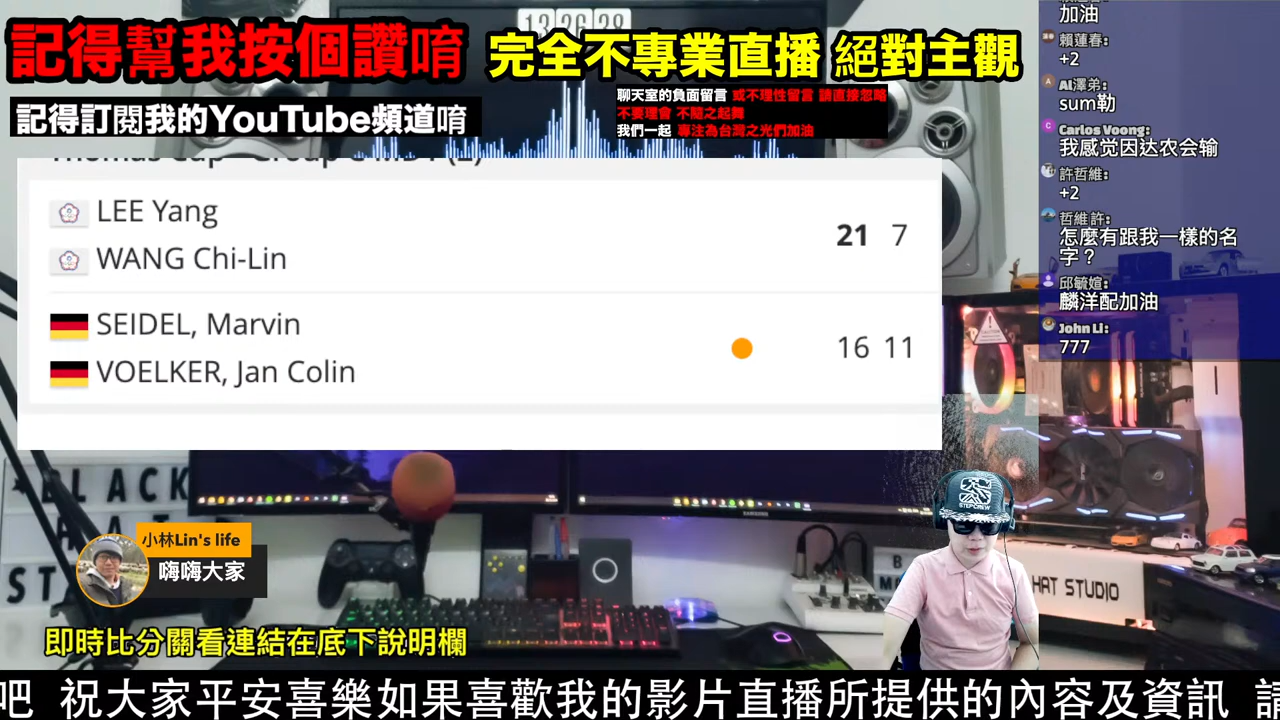 記得幫我按個讚唷
完全不專業直播 絕對主觀
記得訂閱我的YouTube頻道唷
聊天室的負面留言 或不理性留言 請直接忽略
不要理會 不隨之起舞
我們一起 專注為台灣之光們加油
LEE Yang
WANG Chi-Lin
21 7
SEIDEL, Marvin
VOELKER, Jan Colin
16 11
加油
賴蓮春:
+2
AL澤弟:
sum勒
Carlos Voong:
我感觉因达农会输
許哲維:
+2
哲維 許:
怎麼有跟我一樣的名
字？
邱毓媗:
麟洋配加油
John Li:
777
BLACK
HAT
ST
SAMSUNG
STEPCREW
HAT STUDIO
小林Lin's life
嗨嗨大家
即時比分關看連結在底下說明欄
吧 祝大家平安喜樂如果喜歡我的影片直播所提供的內容及資訊 請